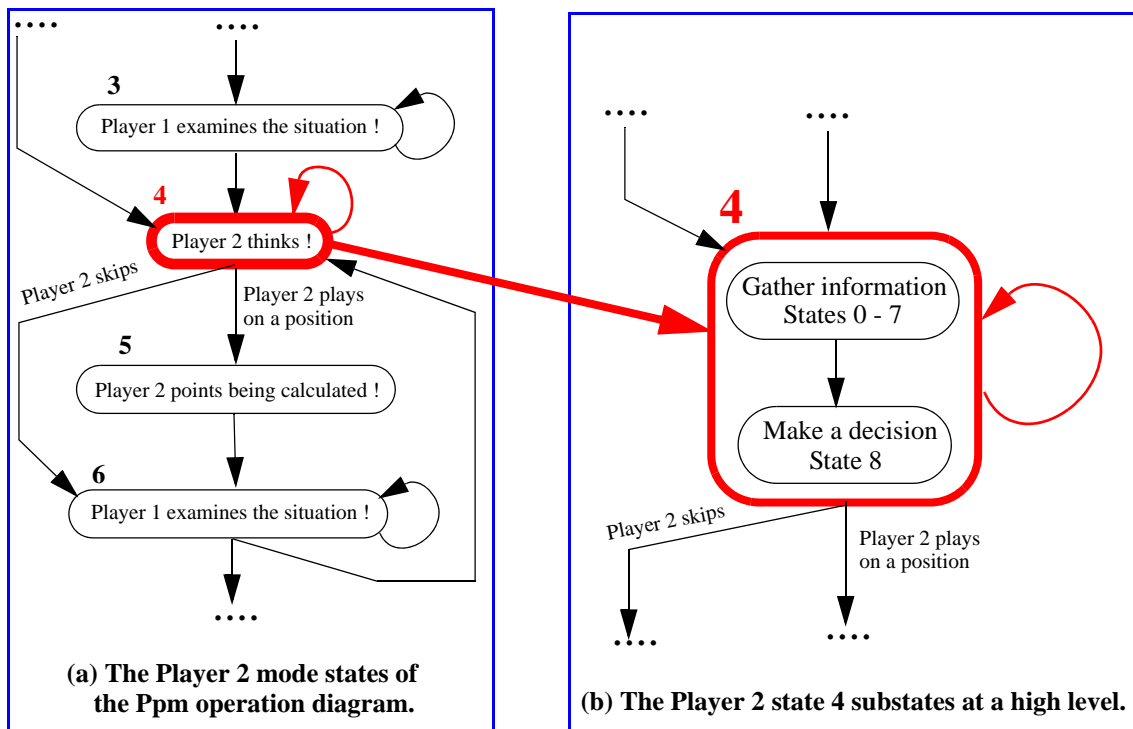 ....
....
3
Player 1 examines the situation !
4
Player 2 thinks !
Player 2 skips
Player 2 plays
on a position
5
Player 2 points being calculated !
6
Player 1 examines the situation !
....
(a) The Player 2 mode states of
the Ppm operation diagram.
....
....
4
Gather information
States 0 - 7
Make a decision
State 8
Player 2 skips
Player 2 plays
on a position
....
....
(b) The Player 2 state 4 substates at a high level.